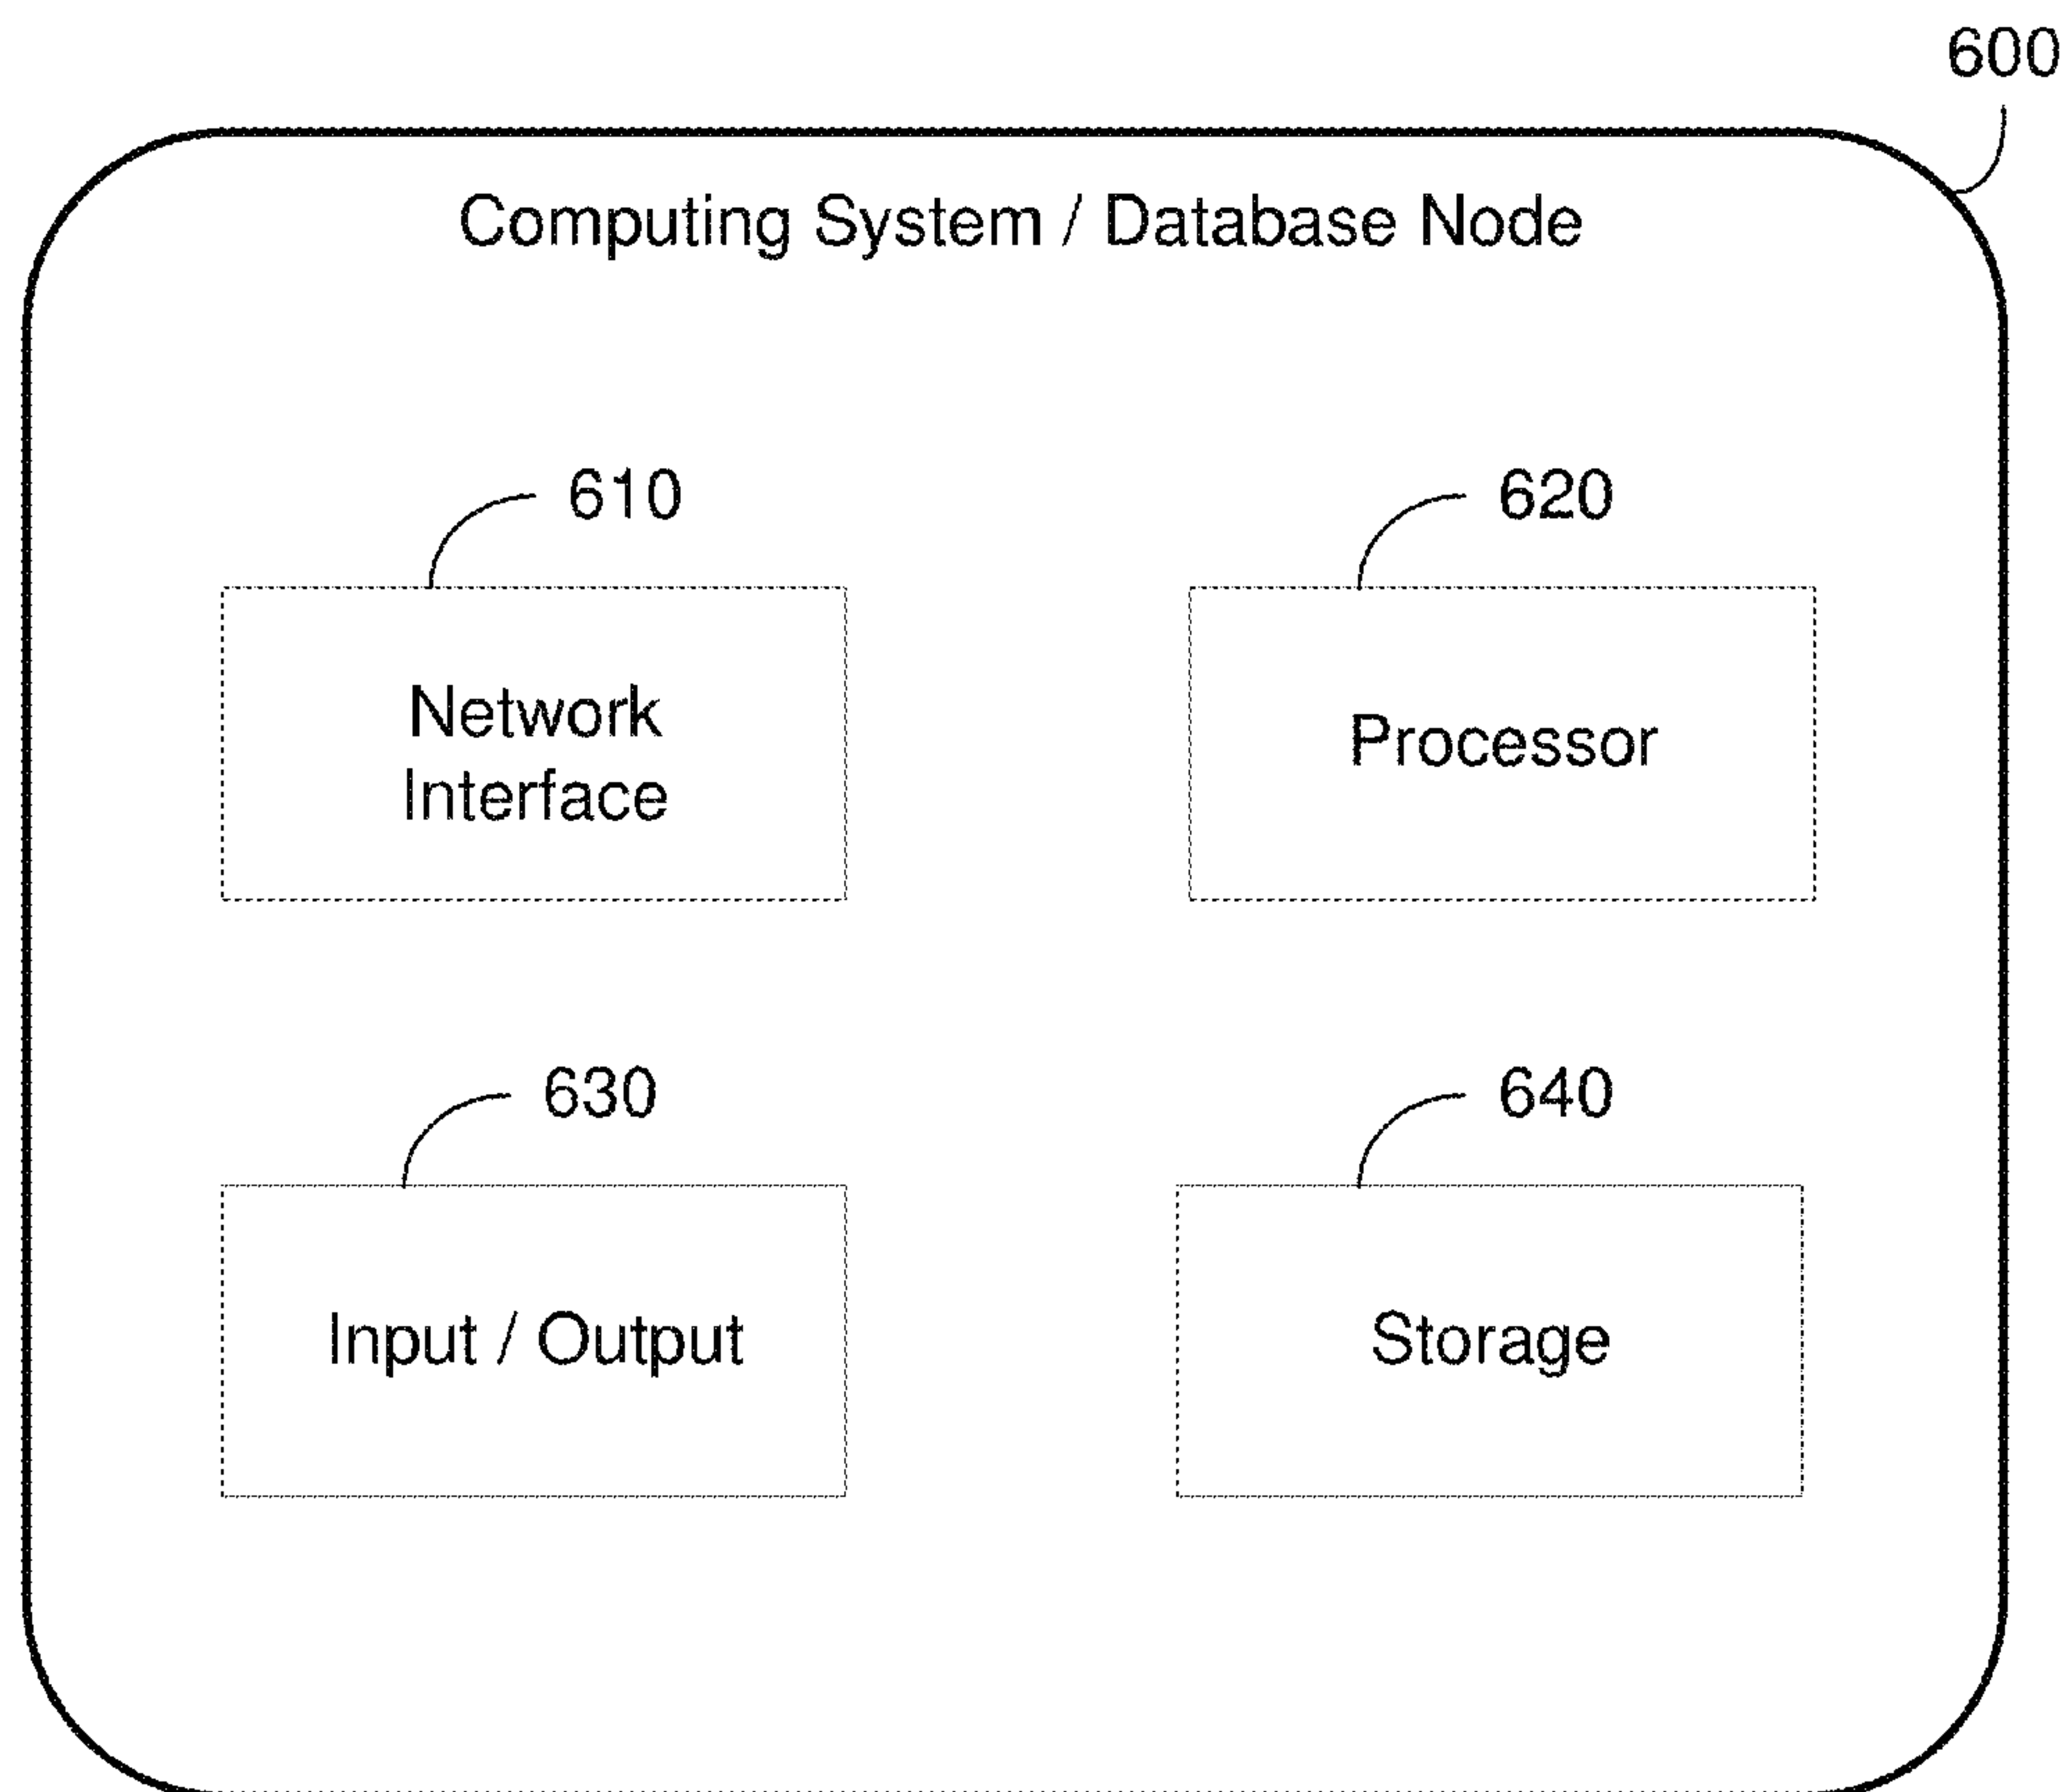 600
Computing System / Database Node
610
620
Network
Interface
Processor
630
640
Input / Output
Storage